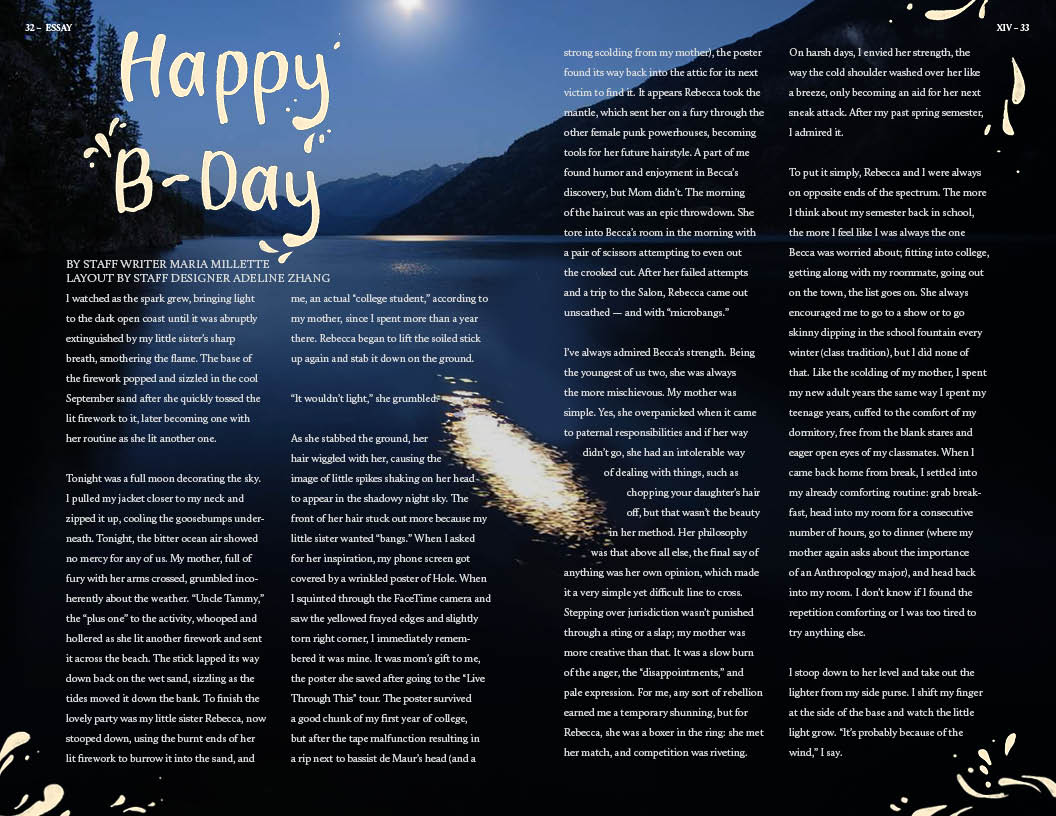 32 – ESSAY
XIV – 33
Happy
B-Day
BY STAFF WRITER MARIA MILLETTE
LAYOUT BY STAFF DESIGNER ADELINE ZHANG
I watched as the spark grew, bringing light
to the dark open coast until it was abruptly
extinguished by my little sister's sharp
breath, smothering the flame. The base of
the firework popped and sizzled in the cool
September sand after she quickly tossed the
lit firework to it, later becoming one with
her routine as she lit another one.
Tonight was a full moon decorating the sky.
I pulled my jacket closer to my neck and
zipped it up, cooling the goosebumps under-
neath. Tonight, the bitter ocean air showed
no mercy for any of us. My mother, full of
fury with her arms crossed, grumbled inco-
herently about the weather. “Uncle Tammy,”
the “plus one” to the activity, whooped and
hollered as she lit another firework and sent
it across the beach. The stick lapped its way
down back on the wet sand, sizzling as the
tides moved it down the bank. To finish the
lovely party was my little sister Rebecca, now
stooped down, using the burnt ends of her
lit firework to burrow it into the sand, and
me, an actual “college student,” according to
my mother, since I spent more than a year
there. Rebecca began to lift the soiled stick
up again and stab it down on the ground.
“It wouldn't light,” she grumbled.
As she stabbed the ground, her
hair wiggled with her, causing the
image of little spikes shaking on her head
to appear in the shadowy night sky. The
front of her hair stuck out more because my
little sister wanted “bangs.” When I asked
for her inspiration, my phone screen got
covered by a wrinkled poster of Hole. When
I squinted through the FaceTime camera and
saw the yellowed frayed edges and slightly
torn right corner, I immediately remem-
bered it was mine. It was mom's gift to me,
the poster she saved after going to the “Live
Through This” tour. The poster survived
a good chunk of my first year of college,
but after the tape malfunction resulting in
a rip next to bassist de Maur's head (and a
strong scolding from my mother), the poster
found its way back into the attic for its next
victim to find it. It appears Rebecca took the
mantle, which sent her on a fury through the
other female punk powerhouses, becoming
tools for her future hairstyle. A part of me
found humor and enjoyment in Becca's
discovery, but Mom didn't. The morning
of the haircut was an epic throwdown. She
tore into Becca's room in the morning with
a pair of scissors attempting to even out
the crooked cut. After her failed attempts
and a trip to the Salon, Rebecca came out
unscathed — and with “microbangs.”
I've always admired Becca's strength. Being
the youngest of us two, she was always
the more mischievous. My mother was
simple. Yes, she overpanicked when it came
to paternal responsibilities and if her way
didn't go, she had an intolerable way
of dealing with things, such as
chopping your daughter's hair
off, but that wasn't the beauty
in her method. Her philosophy
was that above all else, the final say of
anything was her own opinion, which made
it a very simple yet difficult line to cross.
Stepping over jurisdiction wasn't punished
through a sting or a slap; my mother was
more creative than that. It was a slow burn
of the anger, the “disappointments,” and
pale expression. For me, any sort of rebellion
earned me a temporary shunning, but for
Rebecca, she was a boxer in the ring: she met
her match, and competition was riveting.
On harsh days, I envied her strength, the
way the cold shoulder washed over her like
a breeze, only becoming an aid for her next
sneak attack. After my past spring semester,
I admired it.
To put it simply, Rebecca and I were always
on opposite ends of the spectrum. The more
I think about my semester back in school,
the more I feel like I was always the one
Becca was worried about; fitting into college,
getting along with my roommate, going out
on the town, the list goes on. She always
encouraged me to go to a show or to go
skinny dipping in the school fountain every
winter (class tradition), but I did none of
that. Like the scolding of my mother, I spent
my new adult years the same way I spent my
teenage years, cuffed to the comfort of my
dormitory, free from the blank stares and
eager open eyes of my classmates. When I
came back home from break, I settled into
my already comforting routine: grab break-
fast, head into my room for a consecutive
number of hours, go to dinner (where my
mother again asks about the importance
of an Anthropology major), and head back
into my room. I don't know if I found the
repetition comforting or I was too tired to
try anything else.
I stoop down to her level and take out the
lighter from my side purse. I shift my finger
at the side of the base and watch the little
light grow. “It's probably because of the
wind,” I say.